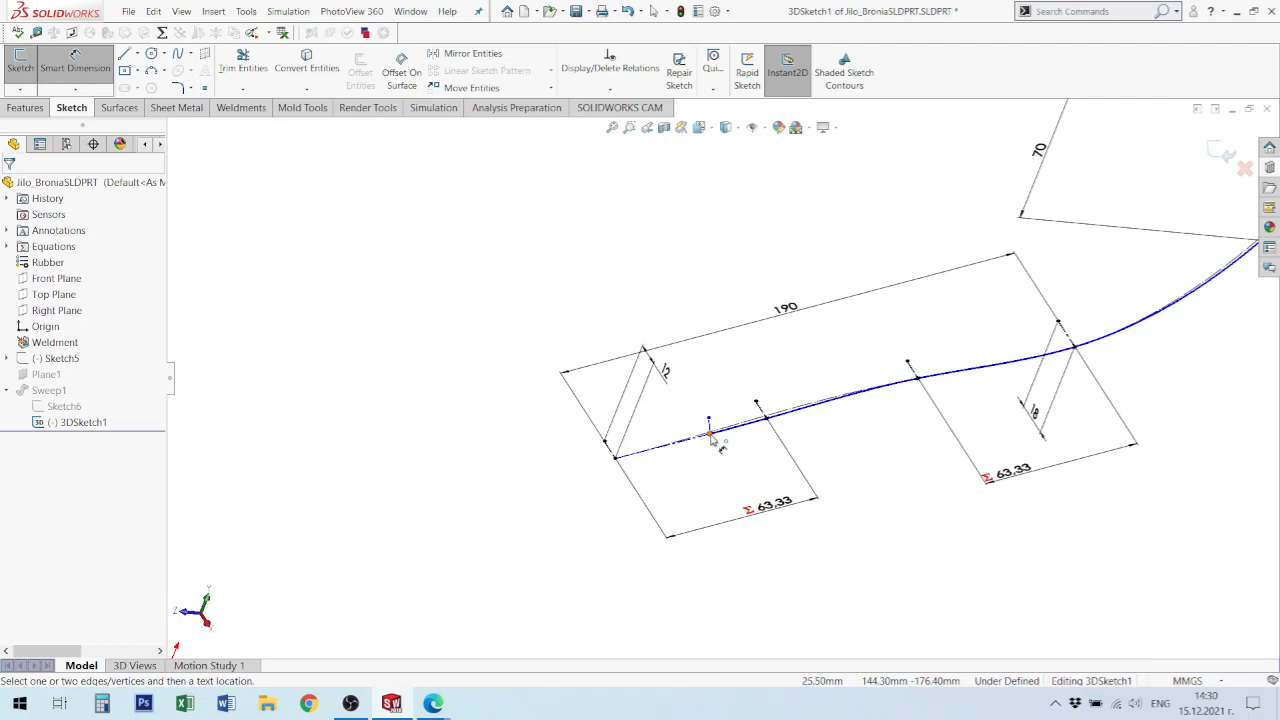 SOLIDWORKS File Edit View Insert Tools Simulation PhotoView 360 Window Help 3DSketch1 of Jilo_BroniaSLDPRT.SLDPRT * Search Commands
Sketch Smart Dimension Trim Entities Convert Entities Offset Entities Offset On Surface Mirror Entities Linear Sketch Pattern Move Entities Display/Delete Relations Repair Sketch Qui... Rapid Sketch Instant2D Shaded Sketch Contours
Features Sketch Surfaces Sheet Metal Weldments Mold Tools Render Tools Simulation Analysis Preparation SOLIDWORKS CAM
Jilo_BroniaSLDPRT (Default<As M
History
Sensors
Annotations
Equations
Rubber
Front Plane
Top Plane
Right Plane
Origin
Weldment
(-) Sketch5
Plane1
Sweep1
Sketch6
(-) 3DSketch1
70
190
12
18
Σ 63,33
Σ 63,33
Y
Z
X
Model 3D Views Motion Study 1
Select one or two edges/vertices and then a text location. 25.50mm 144.30mm -176.40mm Under Defined Editing 3DSketch1 MMGS
ENG 14:30
15.12.2021 г.